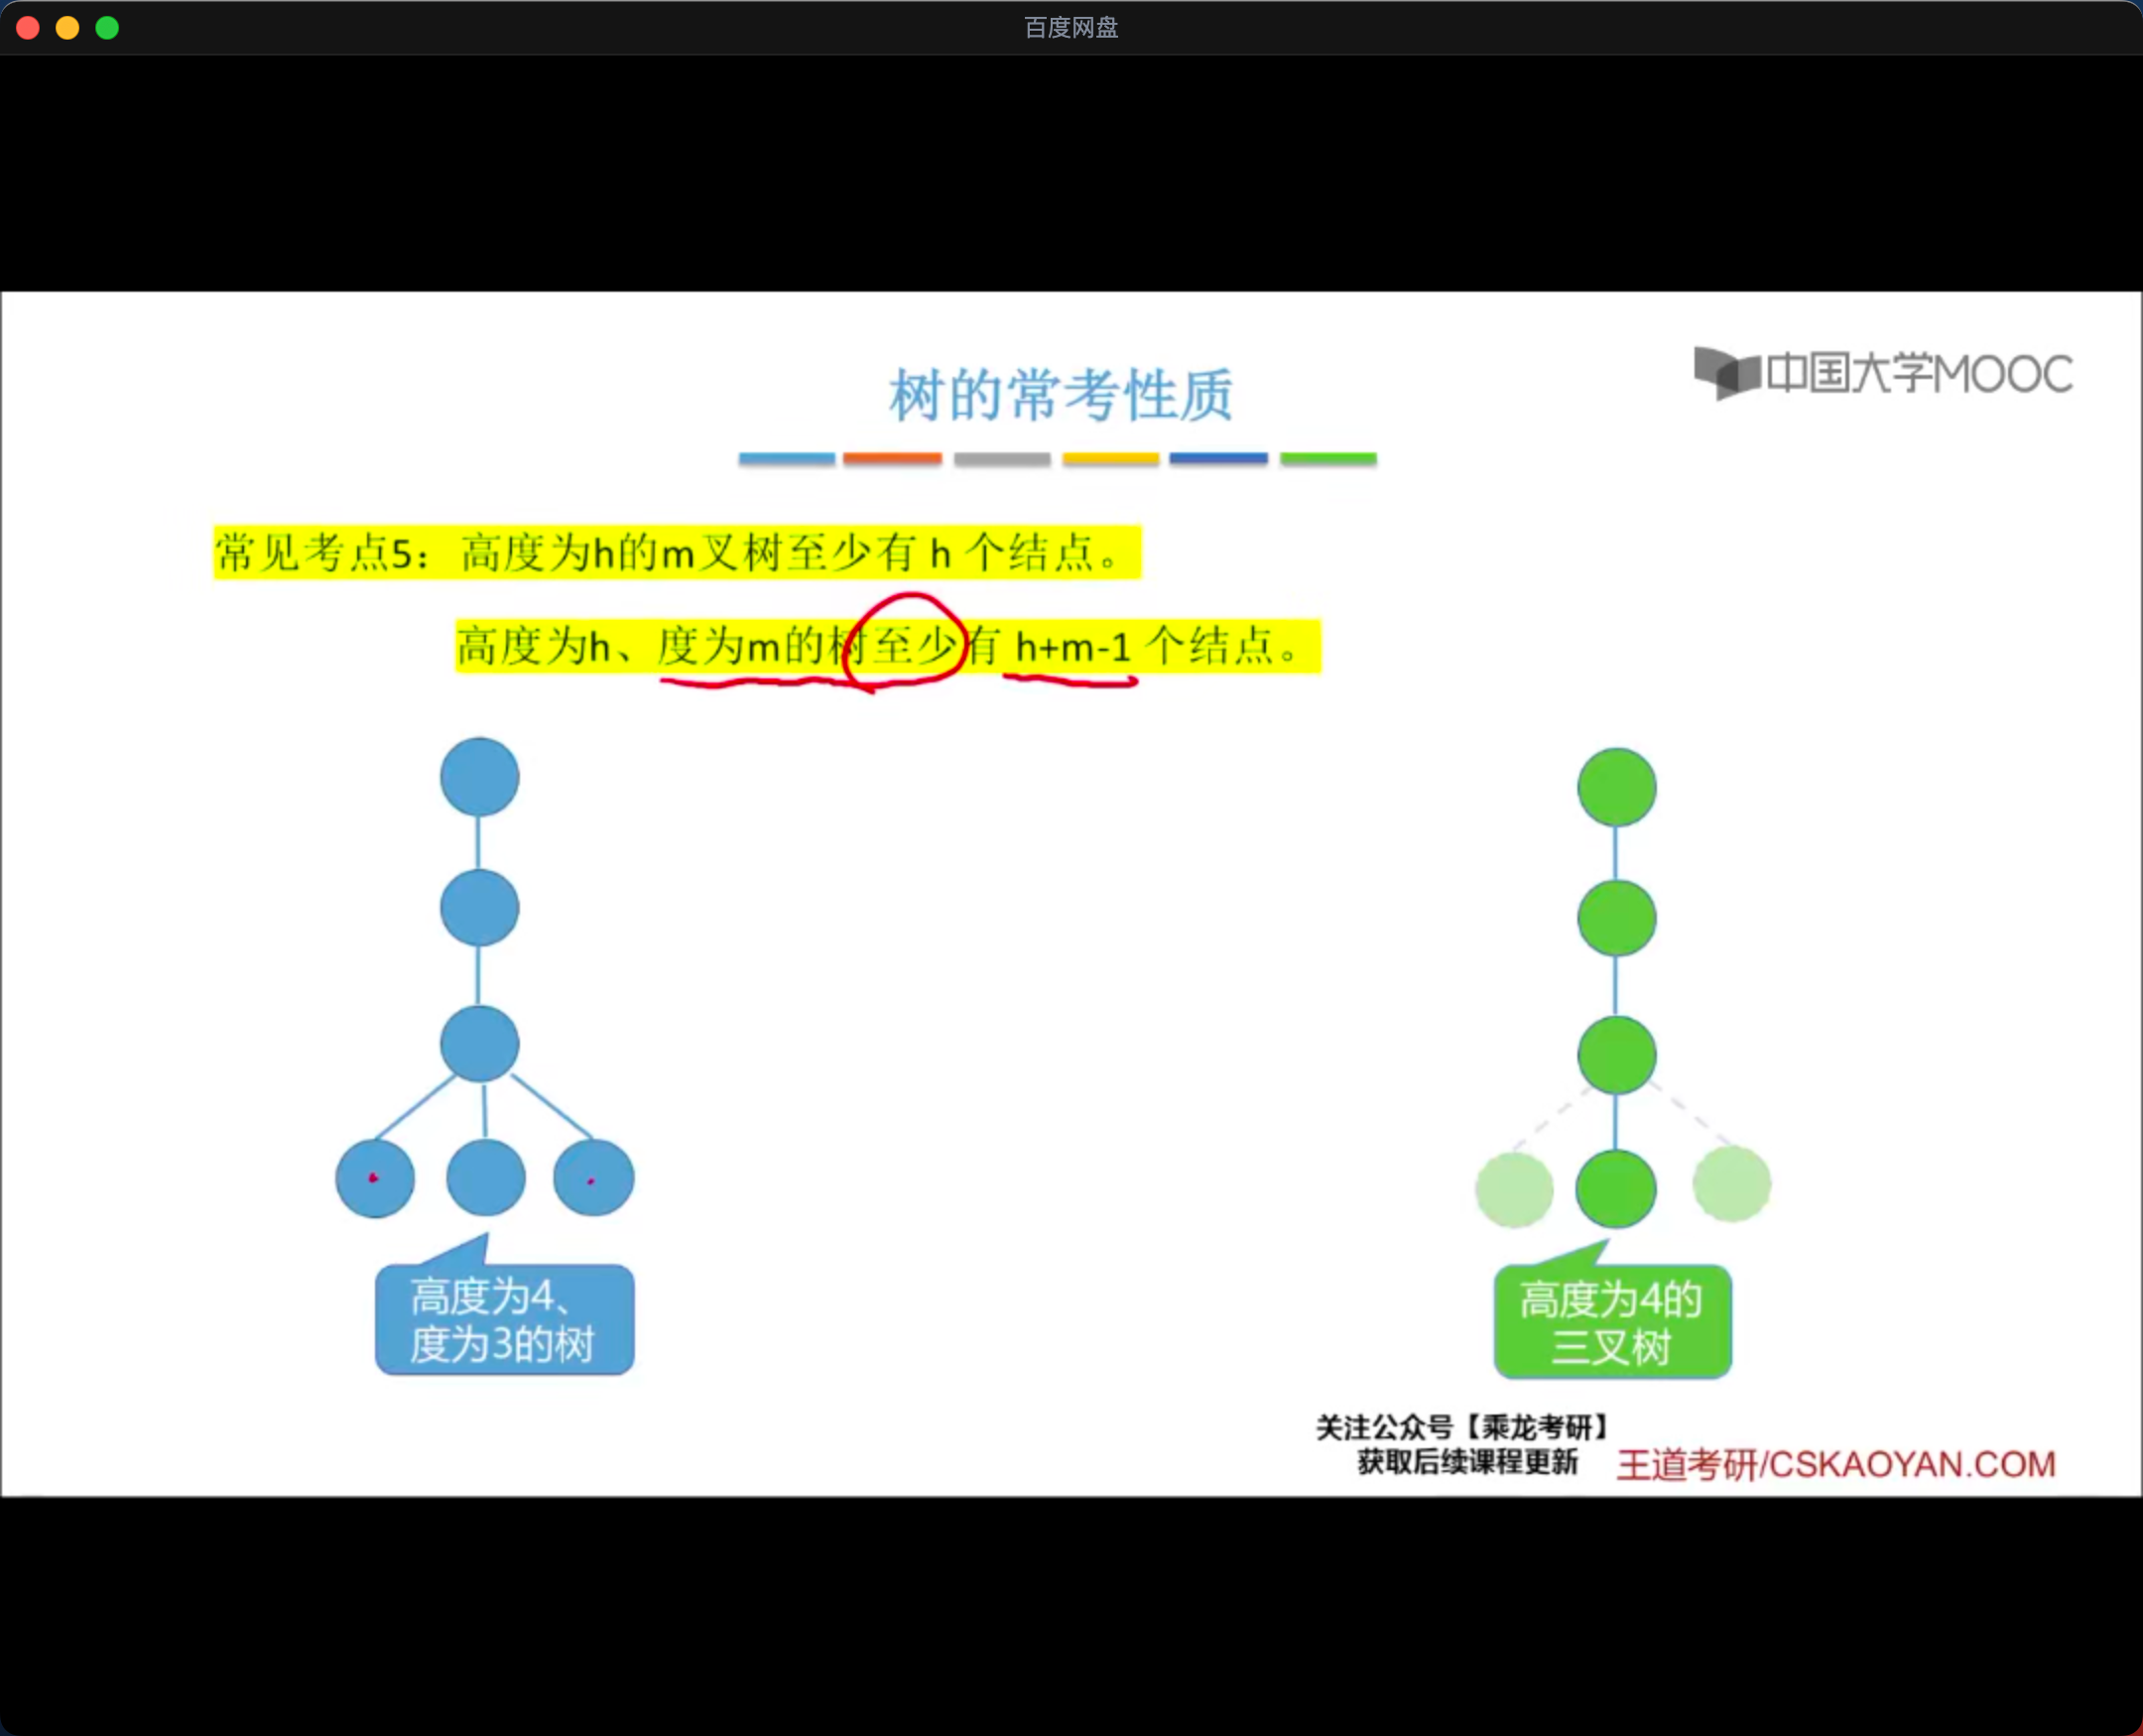 百度网盘
树的常考性质
中国大学MOOC
常见考点5：高度为h的m叉树至少有 h 个结点。
高度为h、度为m的树至少有 h+m-1 个结点。
高度为4、
度为3的树
高度为4的
三叉树
关注公众号【乘龙考研】
获取后续课程更新
王道考研/CSKAOYAN.COM